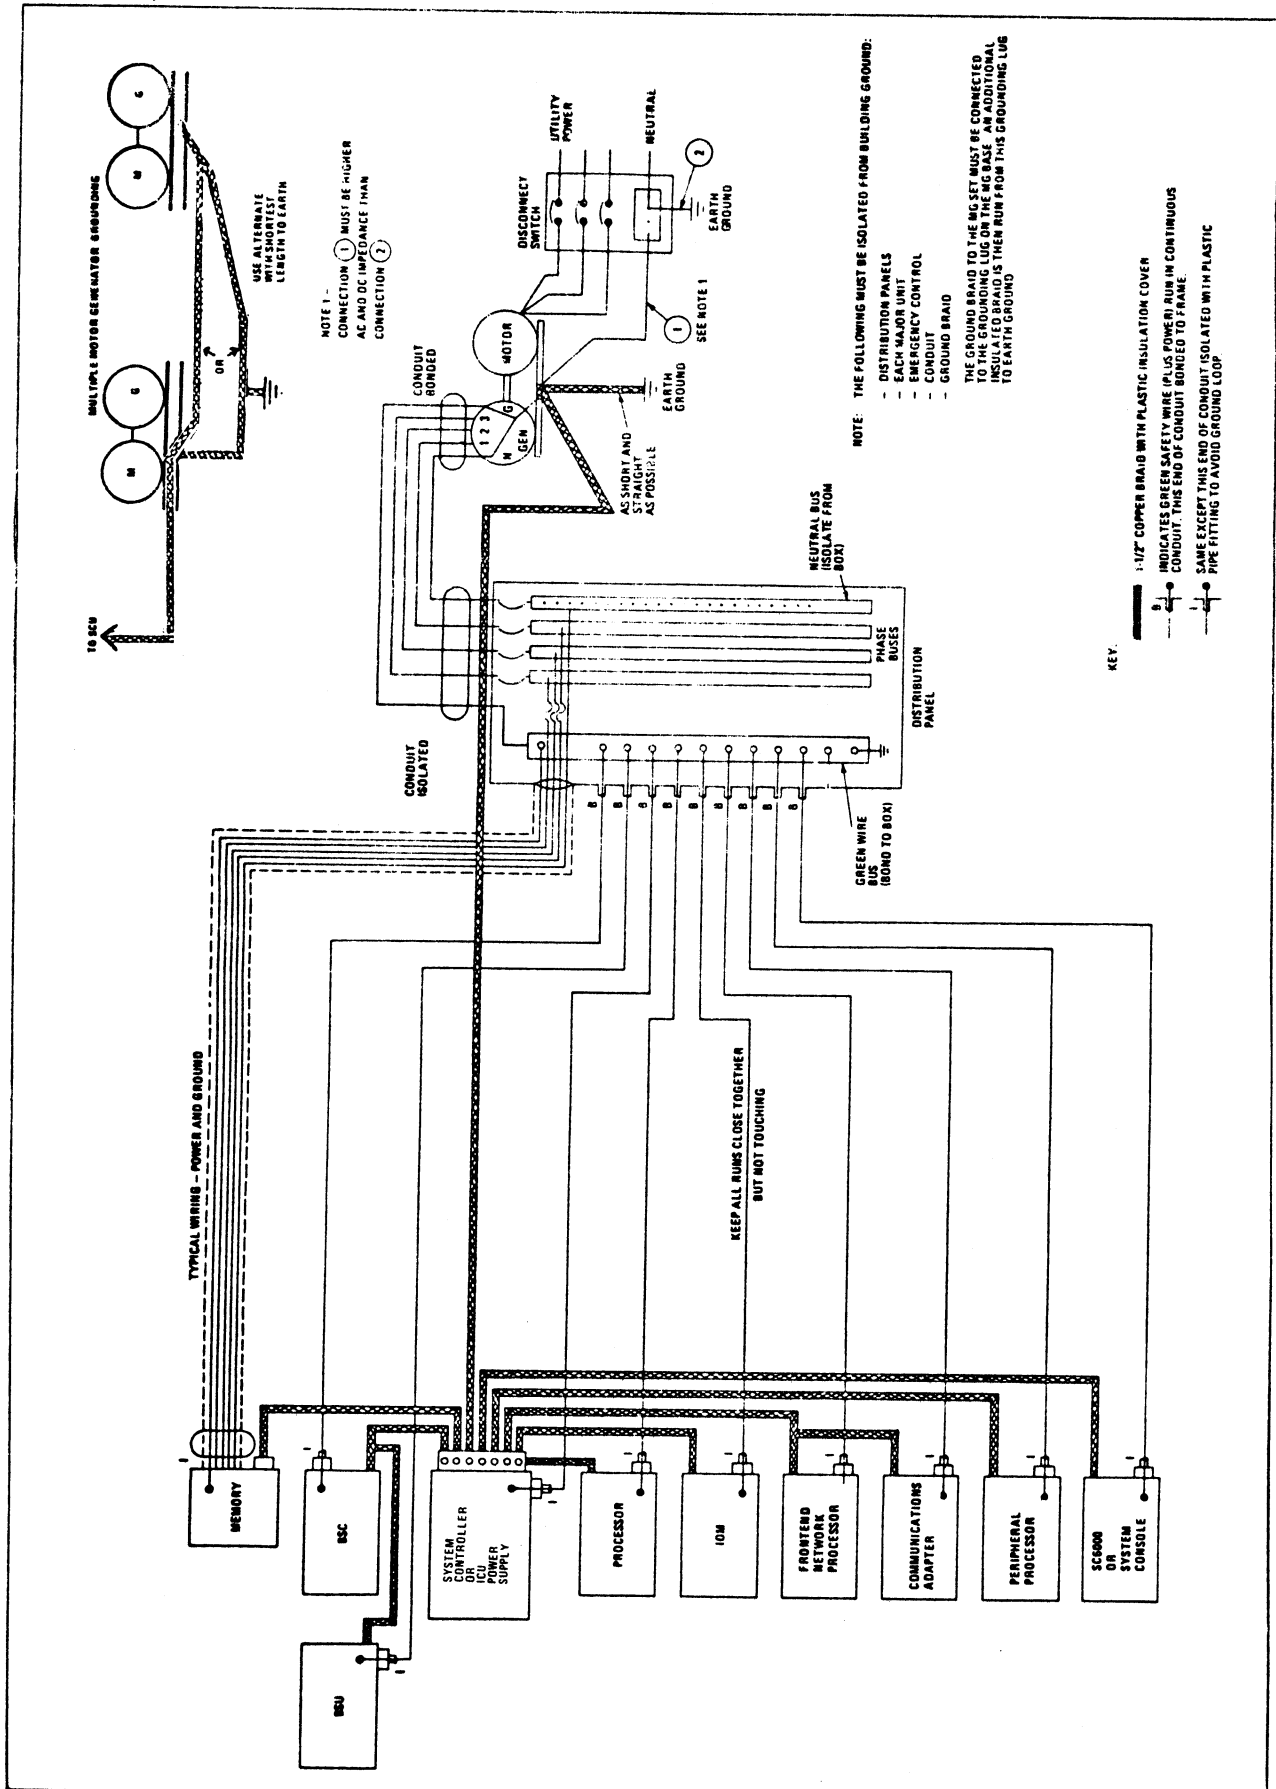 MULTIPLE MOTOR GENERATOR GROUNDING
M
G
M
G
TO SCU
OR
USE ALTERNATE
WITH SHORTEST
LENGTH TO EARTH
NOTE 1 -
CONNECTION 1 MUST BE HIGHER
AC AND DC IMPEDANCE THAN
CONNECTION 2
TYPICAL WIRING - POWER AND GROUND
CONDUIT
ISOLATED
CONDUIT
BONDED
N
1 2 3
G
GEN
MOTOR
DISCONNECT
SWITCH
UTILITY
POWER
NEUTRAL
2
EARTH
GROUND
1
SEE NOTE 1
EARTH
GROUND
AS SHORT AND
STRAIGHT
AS POSSIBLE
NEUTRAL BUS
(ISOLATE FROM
BOX)
PHASE
BUSES
DISTRIBUTION
PANEL
GREEN WIRE
BUS
(BOND TO BOX)
B
B
B
B
B
B
B
B
B
KEEP ALL RUNS CLOSE TOGETHER
BUT NOT TOUCHING
I
MEMORY
I
BSC
I
BSU
SYSTEM
CONTROLLER
OR
ICU
POWER
SUPPLY
I
PROCESSOR
I
IOM
I
FRONTEND
NETWORK
PROCESSOR
I
COMMUNICATIONS
ADAPTER
I
PERIPHERAL
PROCESSOR
I
SC6000
OR
SYSTEM
CONSOLE
I
NOTE: THE FOLLOWING MUST BE ISOLATED FROM BUILDING GROUND:
- DISTRIBUTION PANELS
- EACH MAJOR UNIT
- EMERGENCY CONTROL
- CONDUIT
- GROUND BRAID
THE GROUND BRAID TO THE MG SET MUST BE CONNECTED
TO THE GROUNDING LUG ON THE MG BASE AN ADDITIONAL
INSULATED BRAID IS THEN RUN FROM THIS GROUNDING LUG
TO EARTH GROUND
KEY.
1-1/2" COPPER BRAID WITH PLASTIC INSULATION COVER
B INDICATES GREEN SAFETY WIRE (PLUS POWER) RUN IN CONTINUOUS
CONDUIT. THIS END OF CONDUIT BONDED TO FRAME.
I SAME EXCEPT THIS END OF CONDUIT ISOLATED WITH PLASTIC
PIPE FITTING TO AVOID GROUND LOOP.